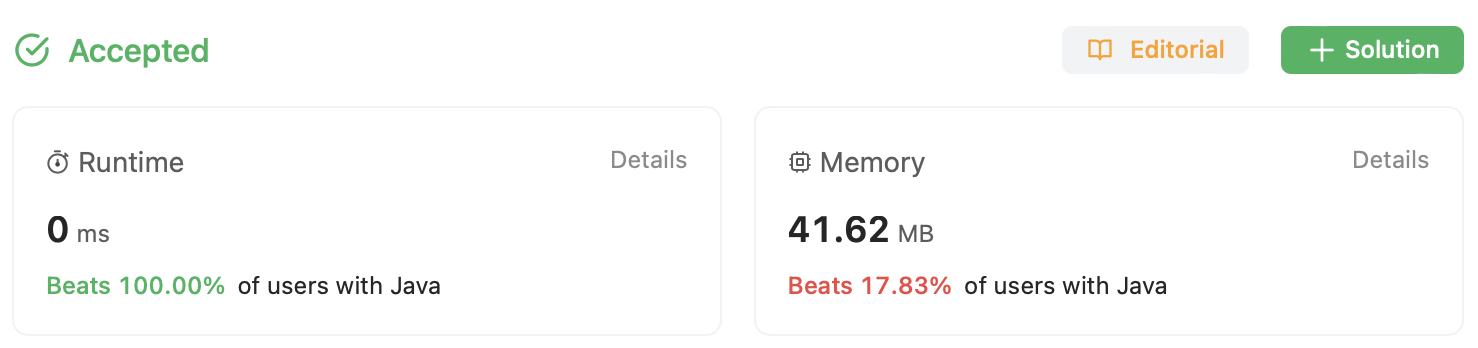 Accepted
Editorial
+ Solution
Runtime
Details
0 ms
Beats 100.00% of users with Java
Memory
Details
41.62 MB
Beats 17.83% of users with Java